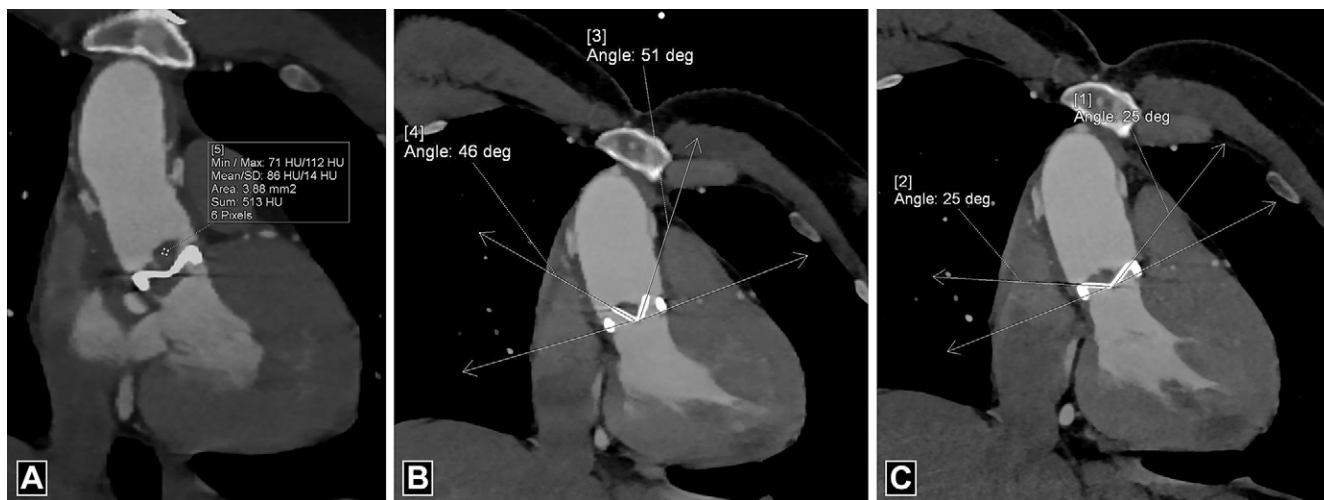 [5]
Min / Max: 71 HU/112 HU
Mean/SD: 86 HU/14 HU
Area: 3.88 mm2
Sum: 513 HU
6 Pixels
A
[3]
Angle: 51 deg
[4]
Angle: 46 deg
B
[1]
Angle: 25 deg
[2]
Angle: 25 deg
C